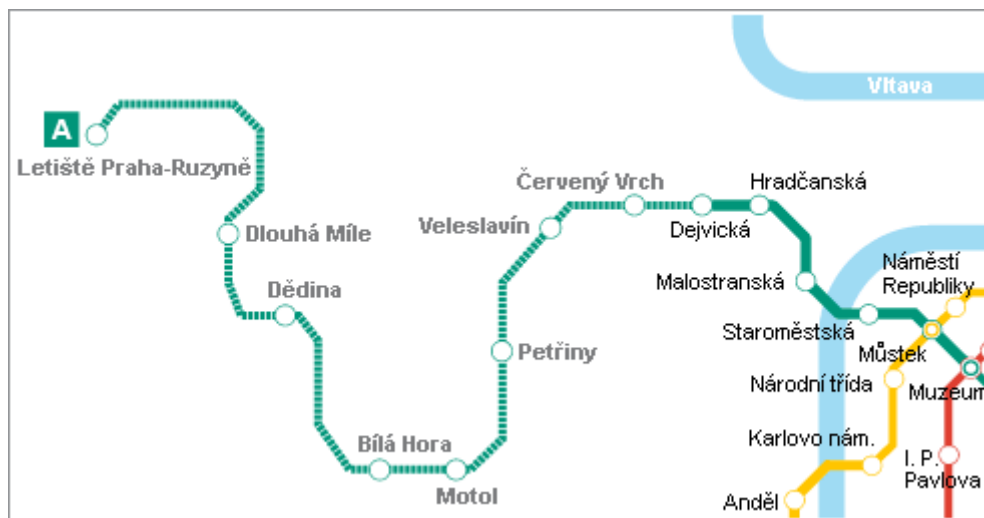 Vltava
A
Letiště Praha-Ruzyně
Červený Vrch
Hradčanská
Veleslavín
Dejvická
Dlouhá Míle
Náměstí
Republiky
Malostranská
Dědina
Staroměstská
Můstek
Petřiny
Národní třída
Muzeum
Bílá Hora
Karlovo nám.
I. P.
Pavlova
Motol
Anděl